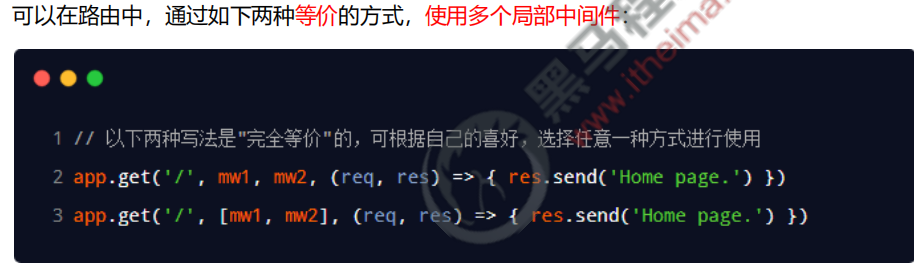 可以在路由中，通过如下两种等价的方式，使用多个局部中间件：
1 // 以下两种写法是"完全等价"的，可根据自己的喜好，选择任意一种方式进行使用
2 app.get('/', mw1, mw2, (req, res) => { res.send('Home page.') })
3 app.get('/', [mw1, mw2], (req, res) => { res.send('Home page.') })
黑马程
www.itheima